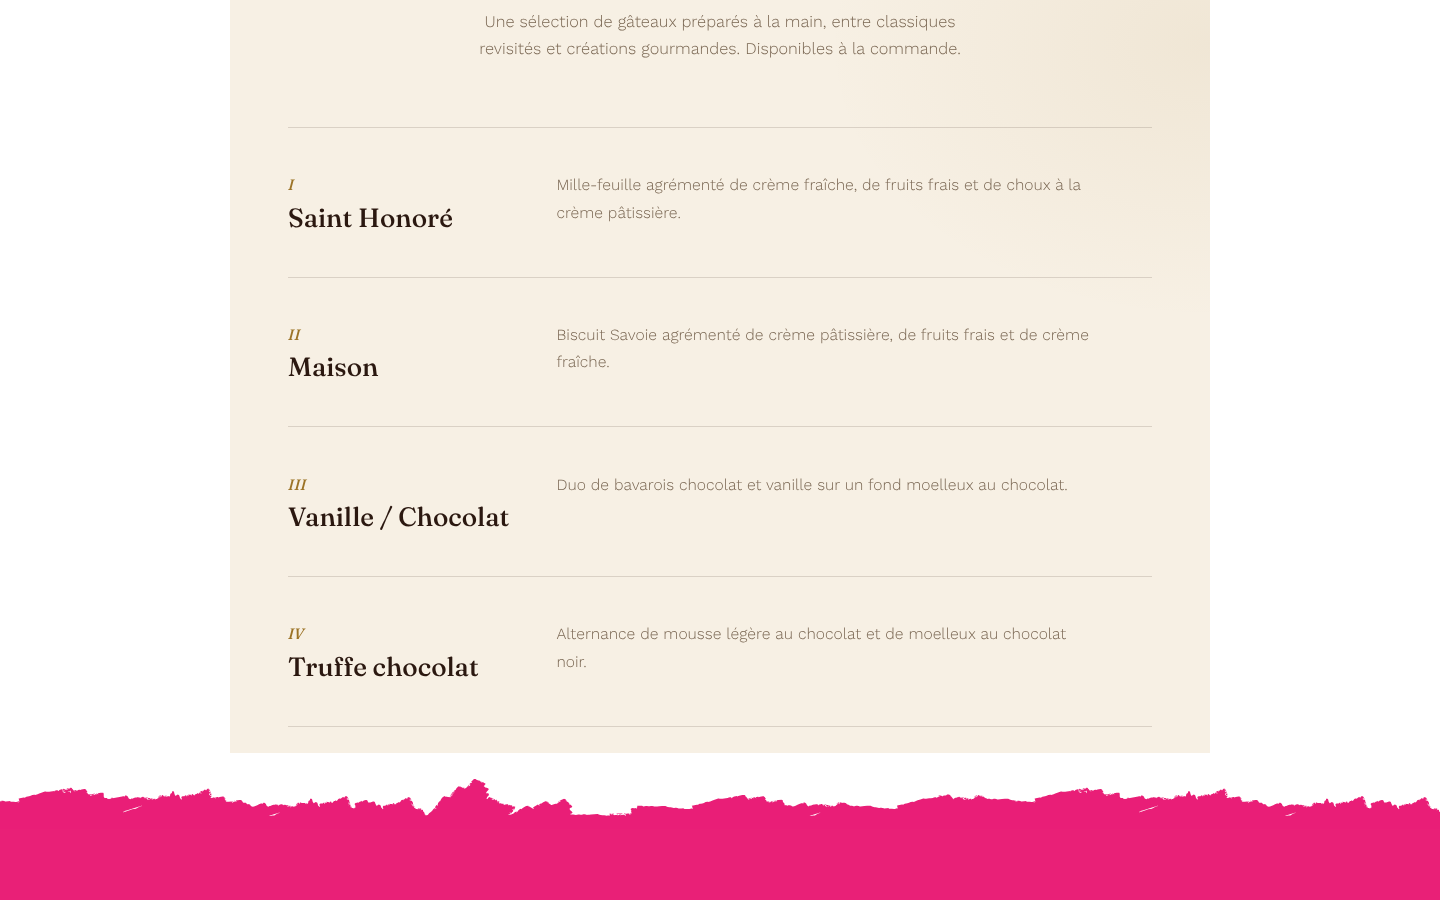 Une sélection de gâteaux préparés à la main, entre classiques
revisités et créations gourmandes. Disponibles à la commande.
I
Saint Honoré
Mille-feuille agrémenté de crème fraîche, de fruits frais et de choux à la
crème pâtissière.
II
Maison
Biscuit Savoie agrémenté de crème pâtissière, de fruits frais et de crème
fraîche.
III
Vanille / Chocolat
Duo de bavarois chocolat et vanille sur un fond moelleux au chocolat.
IV
Truffe chocolat
Alternance de mousse légère au chocolat et de moelleux au chocolat
noir.